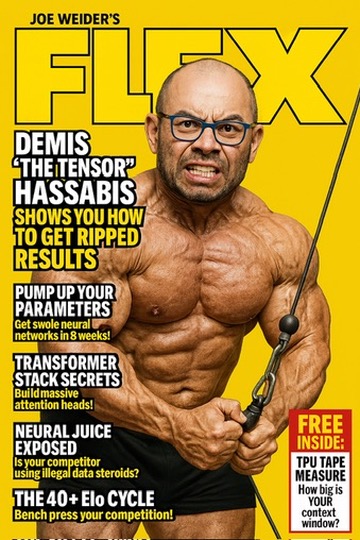 JOE WEIDER'S
FLEX
DEMIS
"THE TENSOR"
HASSABIS
SHOWS YOU HOW
TO GET RIPPED
RESULTS
PUMP UP YOUR
PARAMETERS
Get swole neural
networks in 8 weeks!
TRANSFORMER
STACK SECRETS
Build massive
attention heads!
NEURAL JUICE
EXPOSED
Is your competitor
using illegal data steroids?
THE 40+ Elo CYCLE
Bench press your competition!
FREE
INSIDE:
TPU TAPE
MEASURE
How big is
YOUR
context
window?